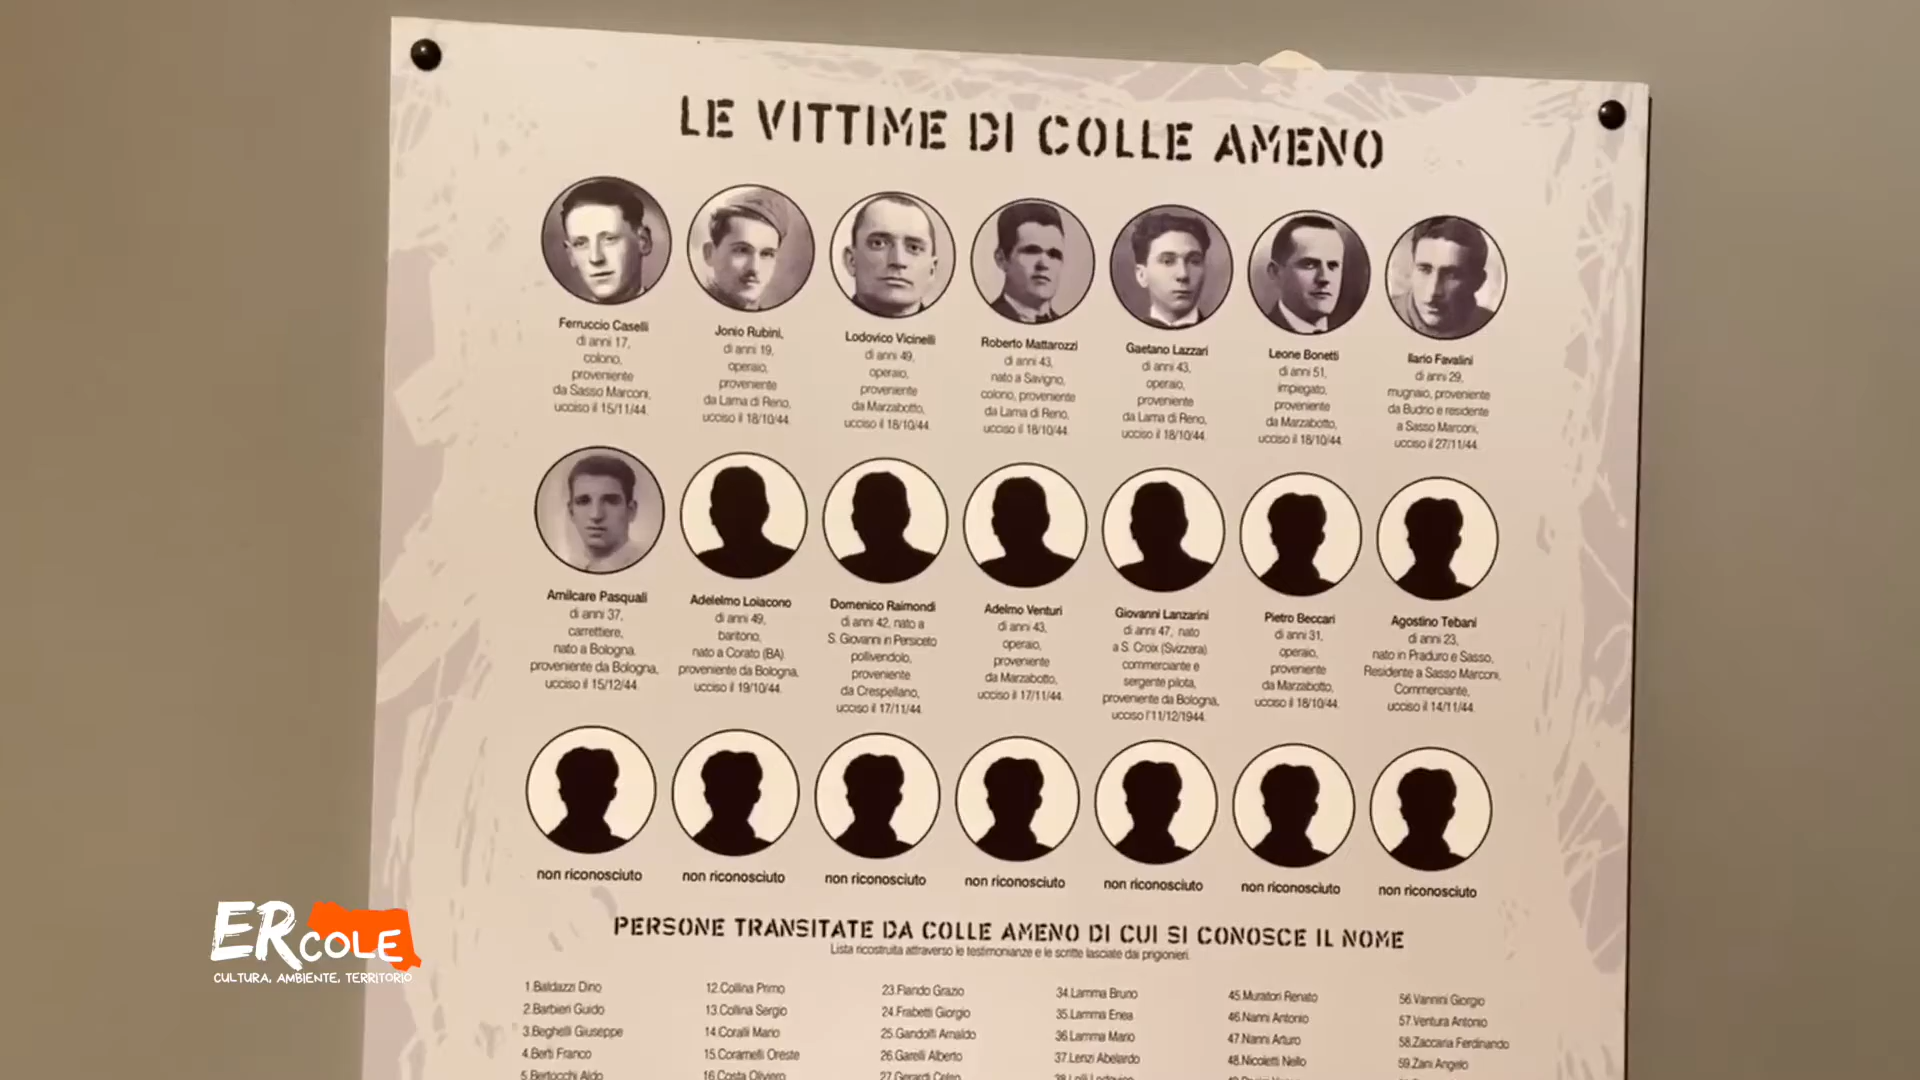 LE VITTIME DI COLLE AMENO
Ferruccio Caselli
di anni 17,
colono,
proveniente
da Sasso Marconi,
ucciso il 15/11/44.
Jonio Rubini,
di anni 19,
operaio,
proveniente
da Lama di Reno,
ucciso il 18/10/44.
Lodovico Vicinelli
di anni 49,
operaio,
proveniente
da Marzabotto,
ucciso il 18/10/44.
Roberto Mattarozzi
di anni 43,
nato a Savigno,
colono, proveniente
da Lama di Reno,
ucciso il 18/10/44.
Gaetano Lazzari
di anni 43,
operaio,
proveniente
da Lama di Reno,
ucciso il 18/10/44.
Leone Bonetti
di anni 51,
impiegato,
proveniente
da Marzabotto,
ucciso il 18/10/44.
Ilario Favalini
di anni 29,
mugnaio, proveniente
da Budrio e residente
a Sasso Marconi,
ucciso il 27/11/44.
Amilcare Pasquali
di anni 37,
carrettiere,
nato a Bologna,
proveniente da Bologna,
ucciso il 15/12/44.
Adelelmo Loiacono
di anni 49,
baritono,
nato a Corato (BA)
proveniente da Bologna,
ucciso il 19/10/44.
Domenico Raimondi
di anni 42, nato a
S. Giovanni in Persiceto
pollivendolo,
proveniente
da Crespellano,
ucciso il 17/11/44.
Adelmo Venturi
di anni 43,
operaio,
proveniente
da Marzabotto,
ucciso il 17/11/44.
Giovanni Lanzarini
di anni 47, nato
a S. Croix (Svizzera)
commerciante e
sergente pilota,
proveniente da Bologna,
ucciso l'11/12/1944.
Pietro Beccari
di anni 31,
operaio,
proveniente
da Marzabotto,
ucciso il 18/10/44.
Agostino Tebani
di anni 23,
nato in Praduro e Sasso,
Residente a Sasso Marconi,
Commerciante,
ucciso il 14/11/44.
non riconosciuto
non riconosciuto
non riconosciuto
non riconosciuto
non riconosciuto
non riconosciuto
non riconosciuto
PERSONE TRANSITATE DA COLLE AMENO DI CUI SI CONOSCE IL NOME
Lista ricostruita attraverso le testimonianze e le scritte lasciate dai prigionieri.
1.Baldazzi Dino
2.Barbieri Guido
3.Beghelli Giuseppe
4.Berti Franco
5.Bertocchi Aldo
12.Collina Primo
13.Collina Sergio
14.Coralli Mario
15.Coramelli Oreste
16.Costa Oliviero
23.Flando Grazio
24.Frabetti Giorgio
25.Gandolfi Arnaldo
26.Garelli Alberto
27.Gerardi Celso
34.Lamma Bruno
35.Lamma Enea
36.Lamma Mario
37.Lenzi Abelardo
38.Lolli Lodovico
45.Muratori Renato
46.Nanni Antonio
47.Nanni Arturo
48.Nicoletti Nello
56.Vannini Giorgio
57.Ventura Antonio
58.Zaccaria Ferdinando
59.Zani Angelo
ERCOLE
CULTURA, AMBIENTE, TERRITORIO